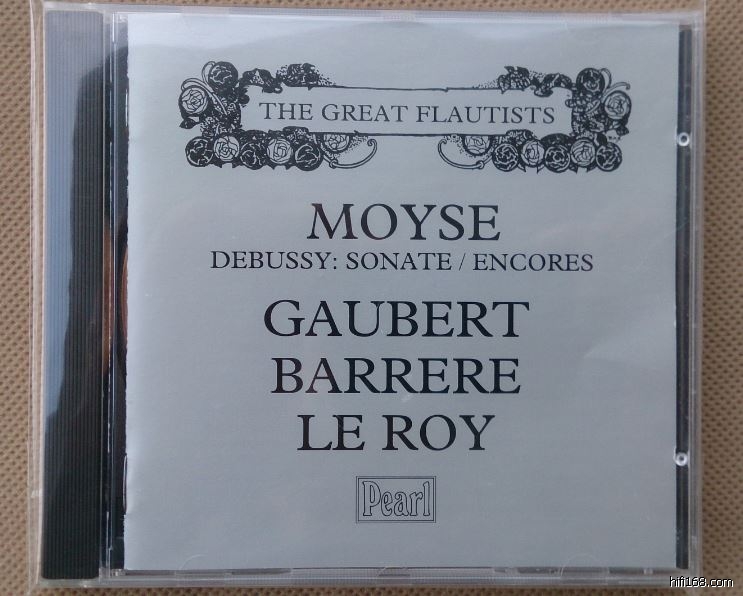 THE GREAT FLAUTISTS
MOYSE
DEBUSSY: SONATE / ENCORES
GAUBERT
BARRERE
LE ROY
Pearl
hifi168.com